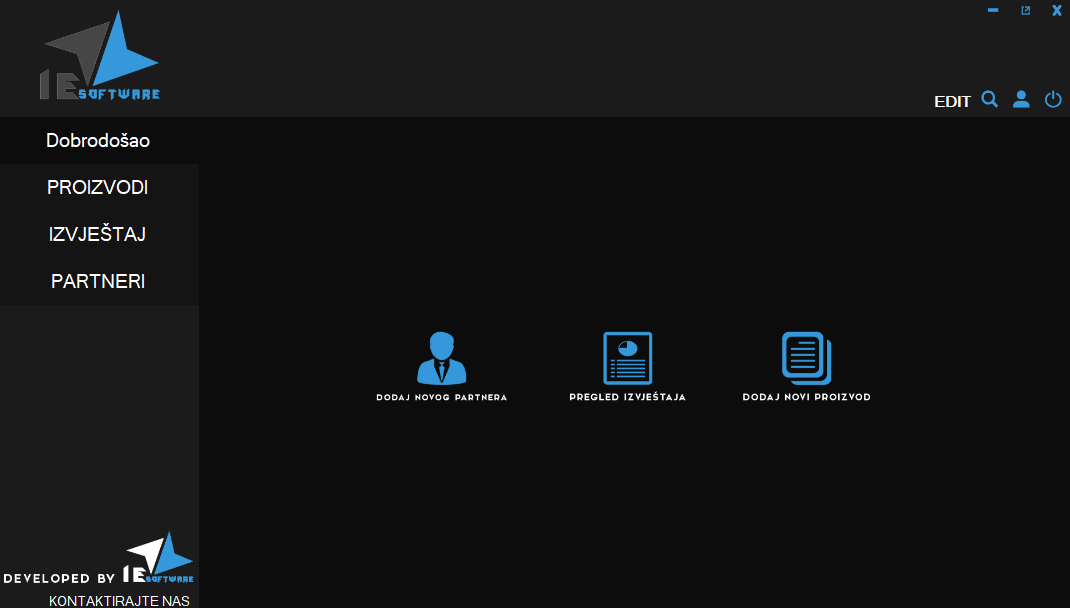 IE SOFTWARE
EDIT
Dobrodošao
PROIZVODI
IZVJEŠTAJ
PARTNERI
DODAJ NOVOG PARTNERA
PREGLED IZVJEŠTAJA
DODAJ NOVI PROIZVOD
DEVELOPED BY IE SOFTWARE
KONTAKTIRAJTE NAS